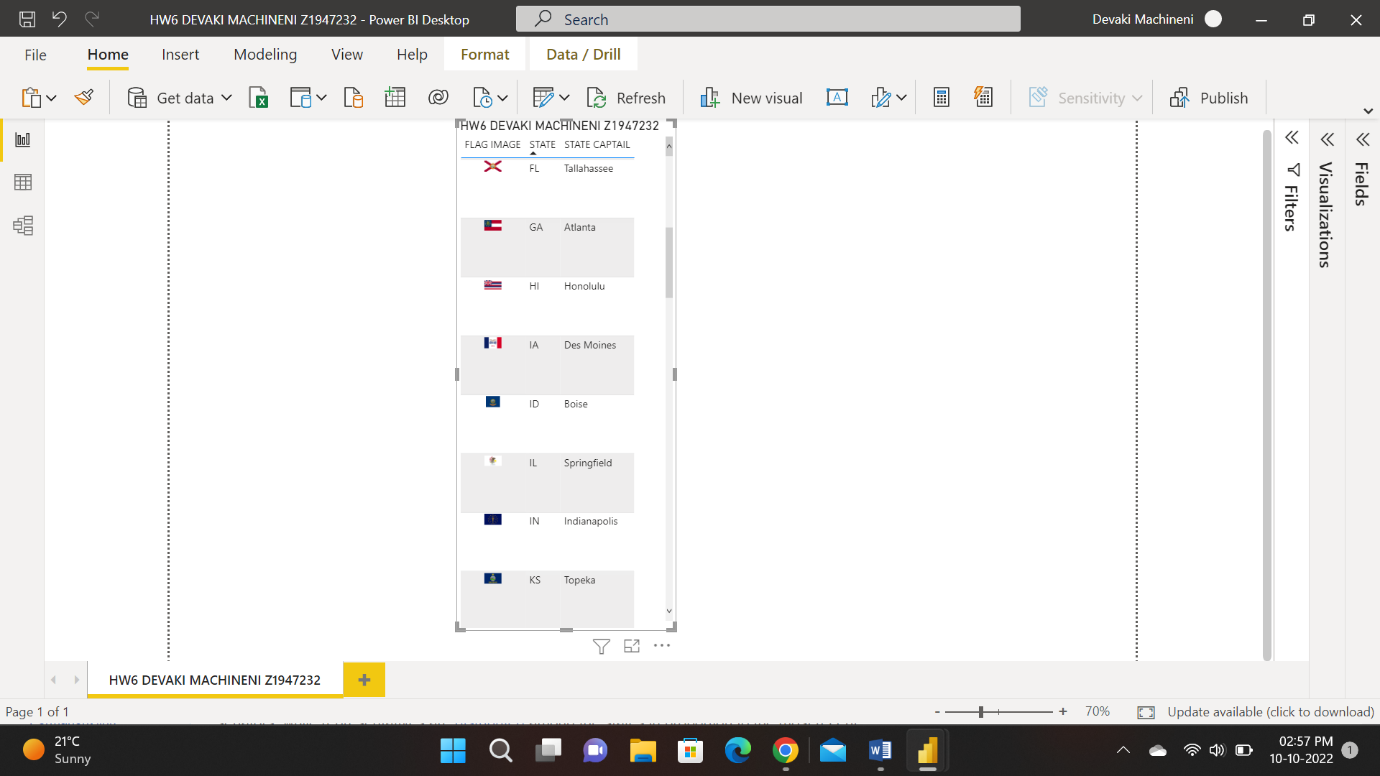 HW6 DEVAKI MACHINENI Z1947232 - Power BI Desktop
Search
Devaki Machineni
File Home Insert Modeling View Help Format Data / Drill
Get data Refresh New visual A Sensitivity Publish
HW6 DEVAKI MACHINENI Z1947232
FLAG IMAGE STATE STATE CAPTAIL
FL Tallahassee
GA Atlanta
HI Honolulu
IA Des Moines
ID Boise
IL Springfield
IN Indianapolis
KS Topeka
Filters
Visualizations
Fields
HW6 DEVAKI MACHINENI Z1947232
Page 1 of 1
- + 70% Update available (click to download)
21°C
Sunny
02:57 PM
10-10-2022
1